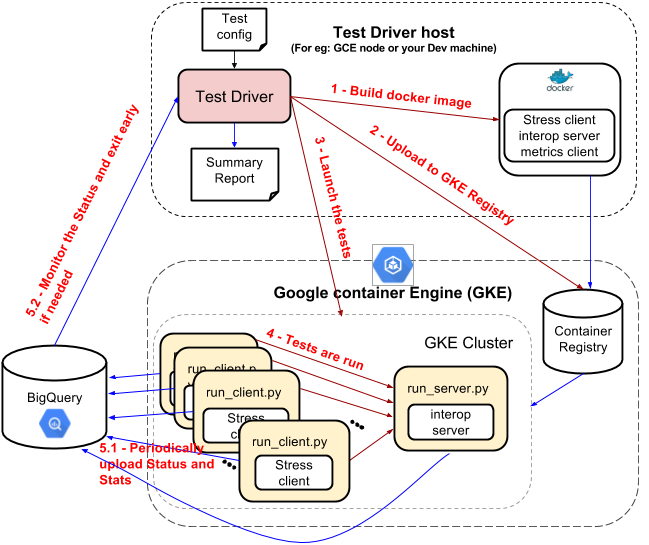 Test
config
Test Driver host
(For eg: GCE node or your Dev machine)
Test Driver
1 - Build docker image
docker
Stress client
interop server
metrics client
2 - Upload to GKE Registry
3 - Launch the tests
Summary
Report
5.2 - Monitor the Status and exit early
if needed
Google container Engine (GKE)
Container
Registry
GKE Cluster
4 - Tests are run
run_client.p
run_client.py
Stress
run_server.py
interop
server
BigQuery
run_client.py
Stress
client
5.1 - Periodically
upload Status and
Stats